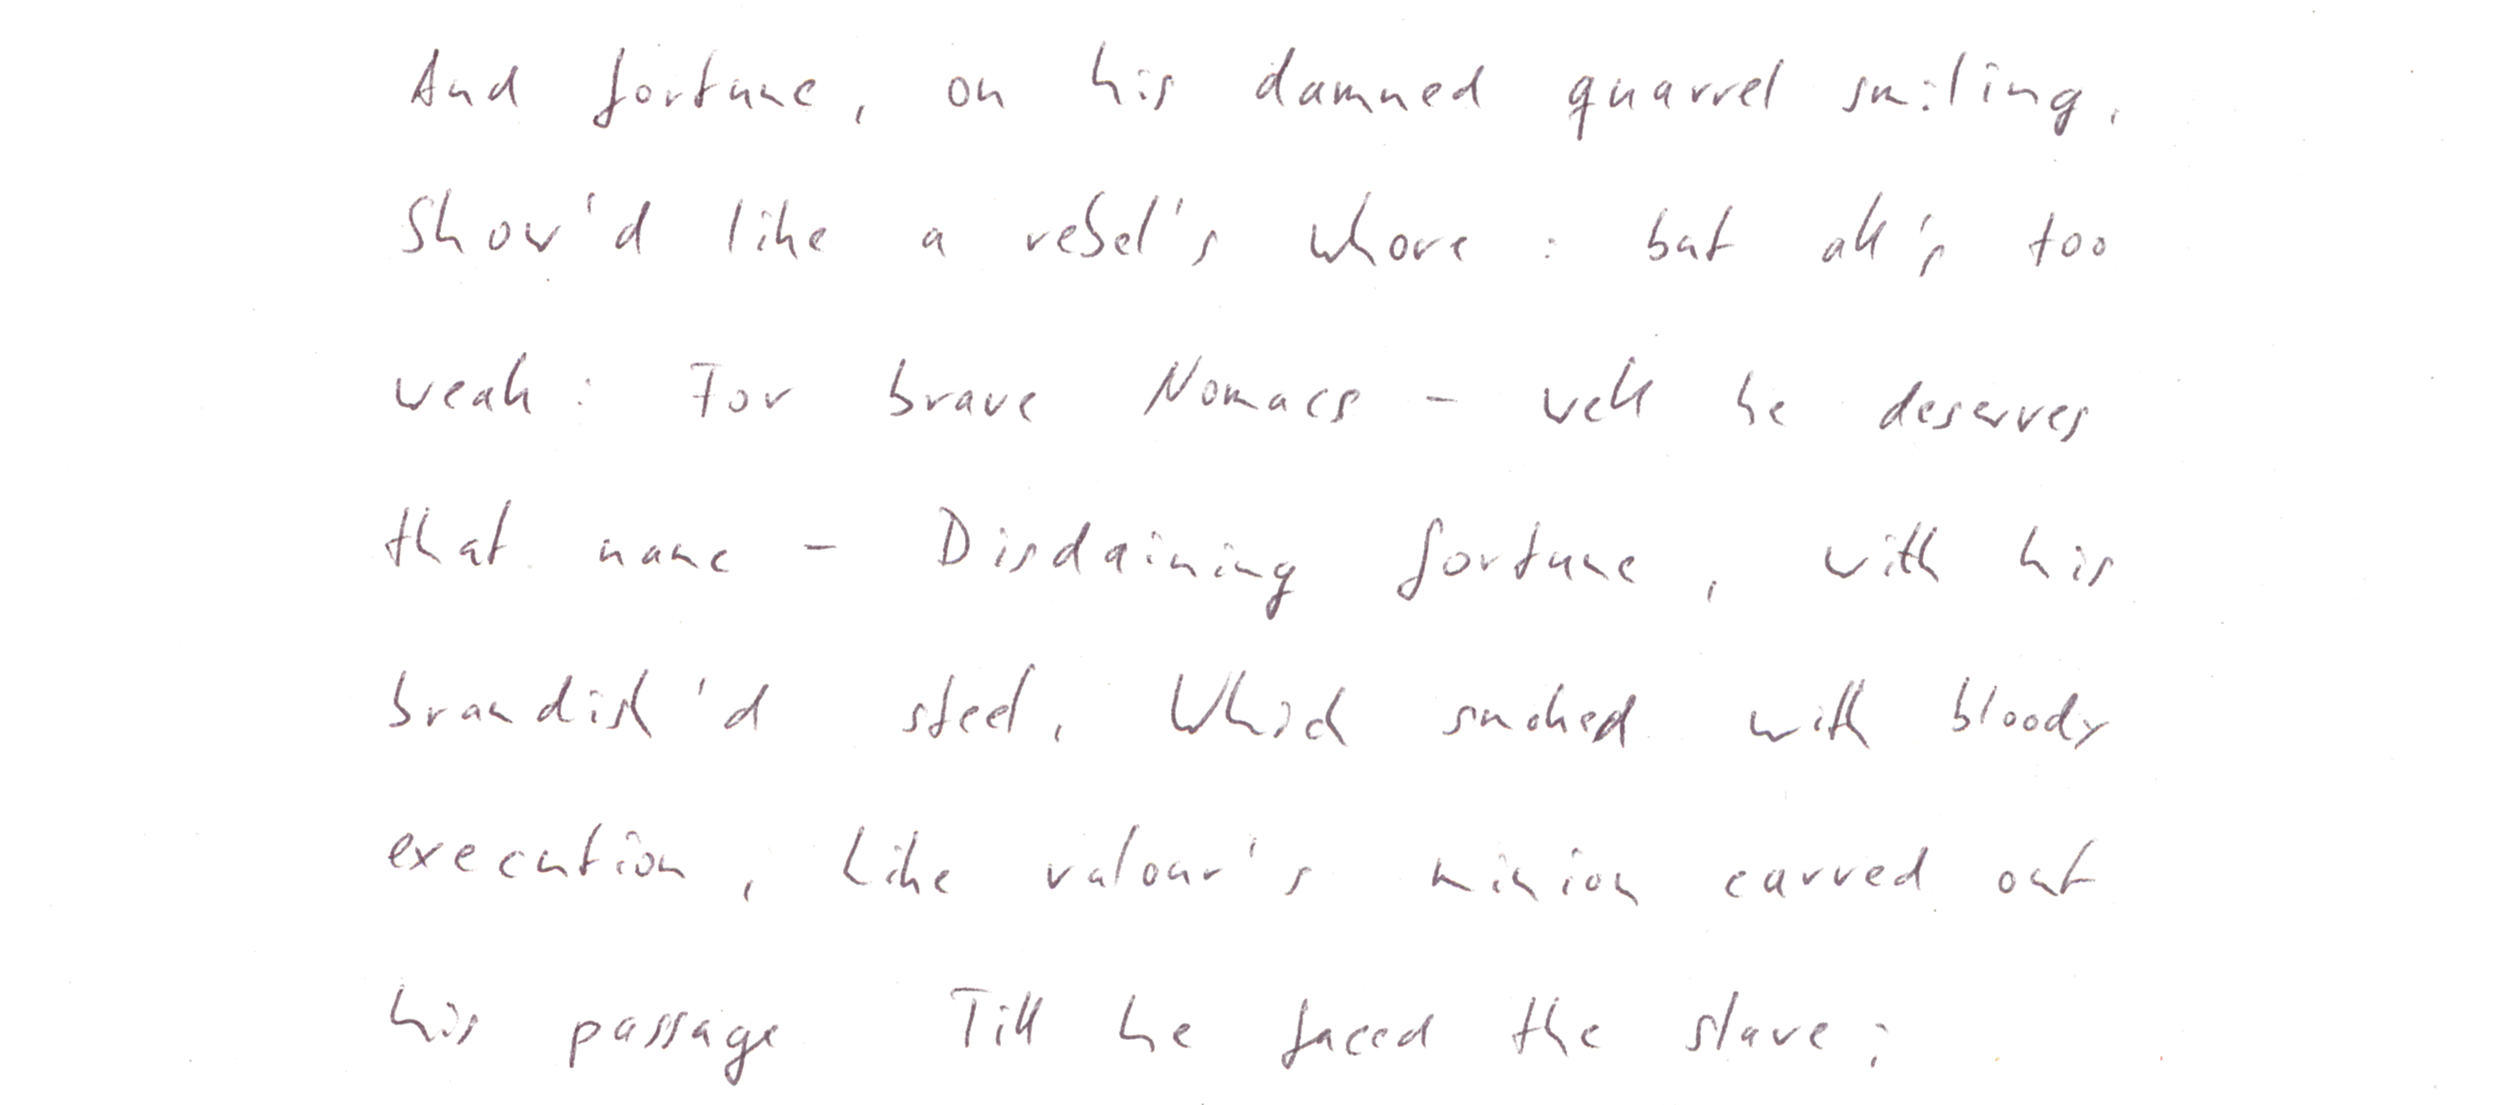 And fortune, on his damned quarrel smiling,
Show'd like a rebel's whore: but all's too
weak: For brave Nomacs - well he deserves
that name - Disdaining fortune, with his
brandish'd steel, Which smoked with bloody
execution, Like valour's minion carved out
his passage Till he faced the slave;